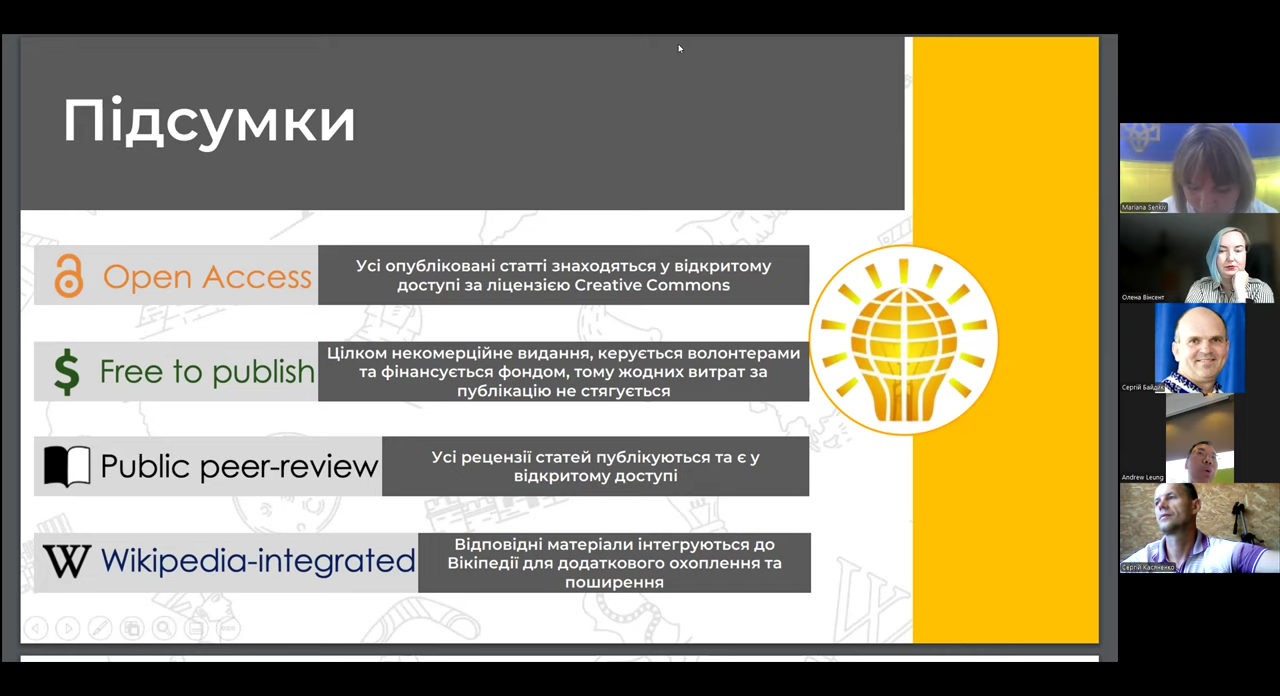 Підсумки
Open Access
Усі опубліковані статті знаходяться у відкритому
доступі за ліцензією Creative Commons
Free to publish
Цілком некомерційне видання, керується волонтерами
та фінансується фондом, тому жодних витрат за
публікацію не стягується
Public peer-review
Усі рецензії статей публікуються та є у
відкритому доступі
W Wikipedia-integrated
Відповідні матеріали інтегруються до
Вікіпедії для додаткового охоплення та
поширення
Mariana Senkiv
Олена Вінсент
Сергій
Andrew Leung
Сергій Касяненко